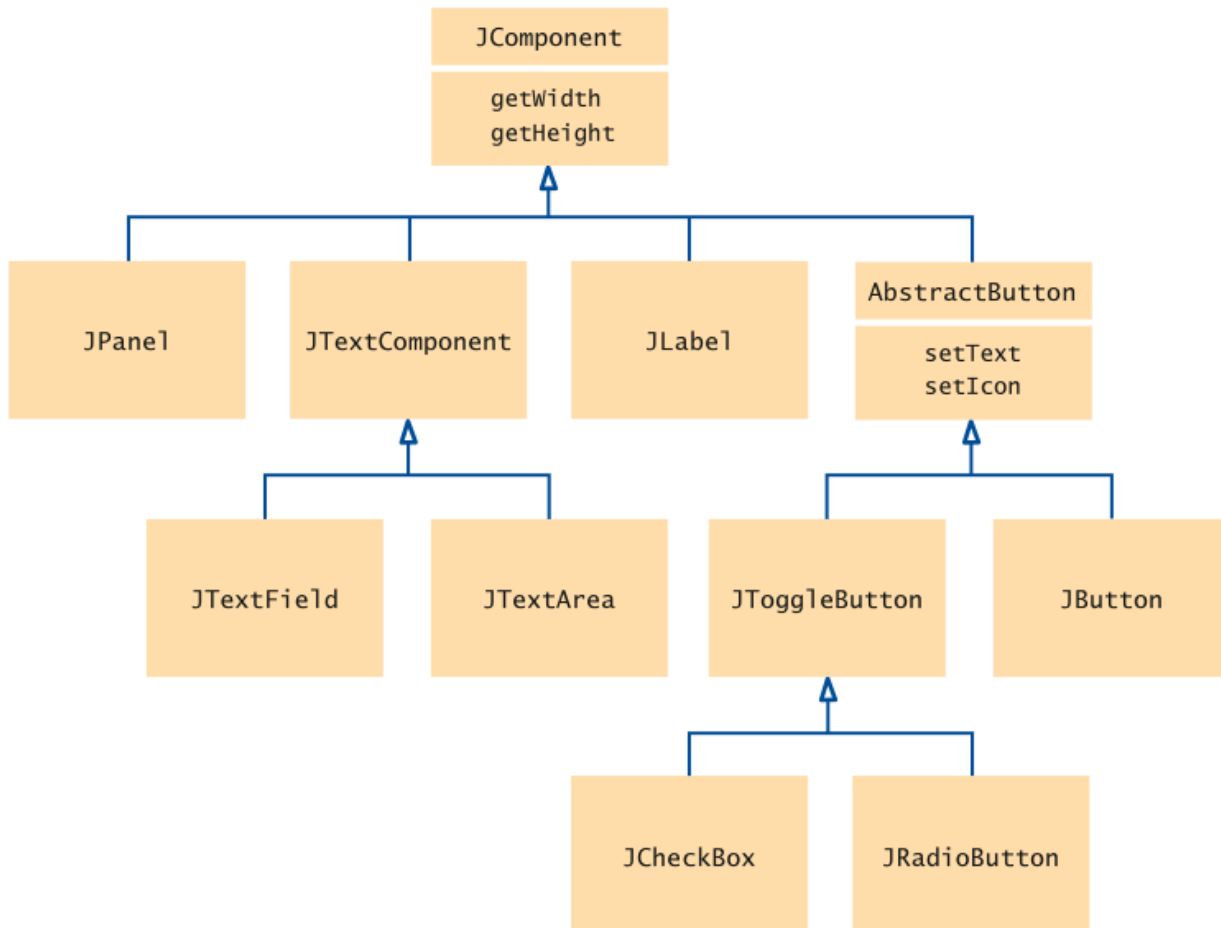 JComponent
getWidth
getHeight
JPanel
JTextComponent
JLabel
AbstractButton
setText
setIcon
JTextField
JTextArea
JToggleButton
JButton
JCheckBox
JRadioButton